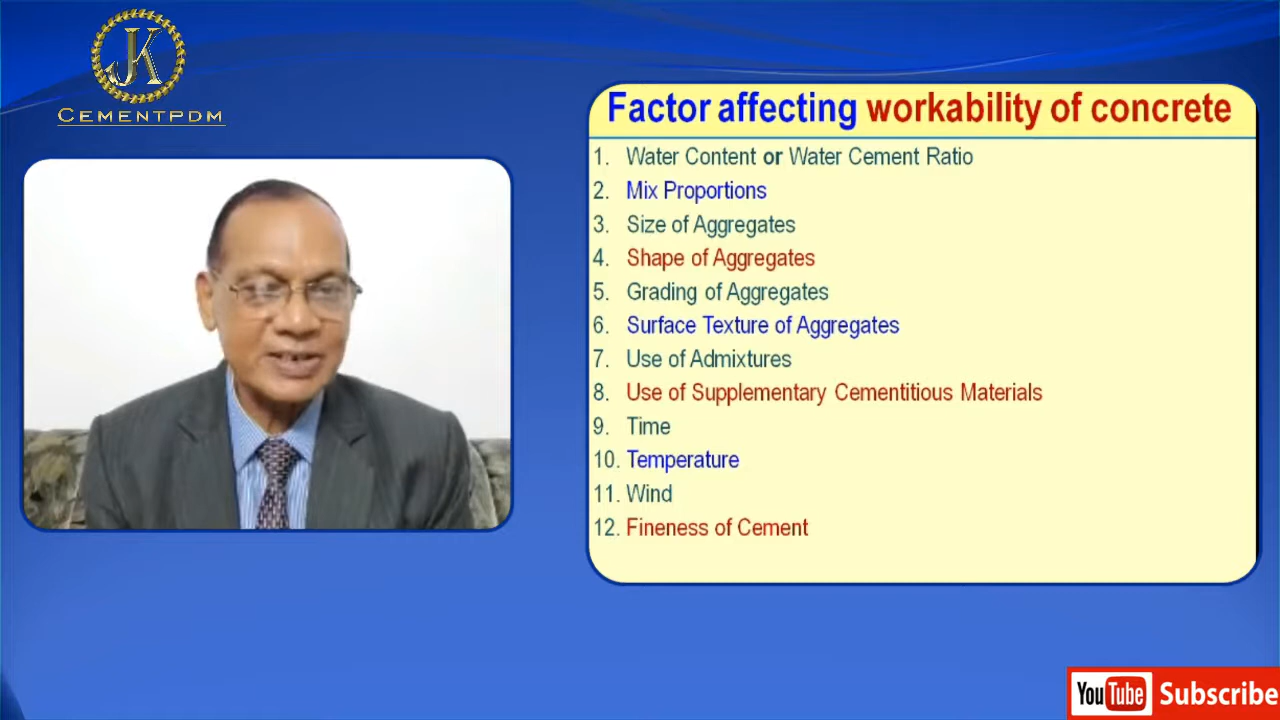 JK
CEMENTPDM
Factor affecting workability of concrete
1. Water Content or Water Cement Ratio
2. Mix Proportions
3. Size of Aggregates
4. Shape of Aggregates
5. Grading of Aggregates
6. Surface Texture of Aggregates
7. Use of Admixtures
8. Use of Supplementary Cementitious Materials
9. Time
10. Temperature
11. Wind
12. Fineness of Cement
YouTube Subscribe